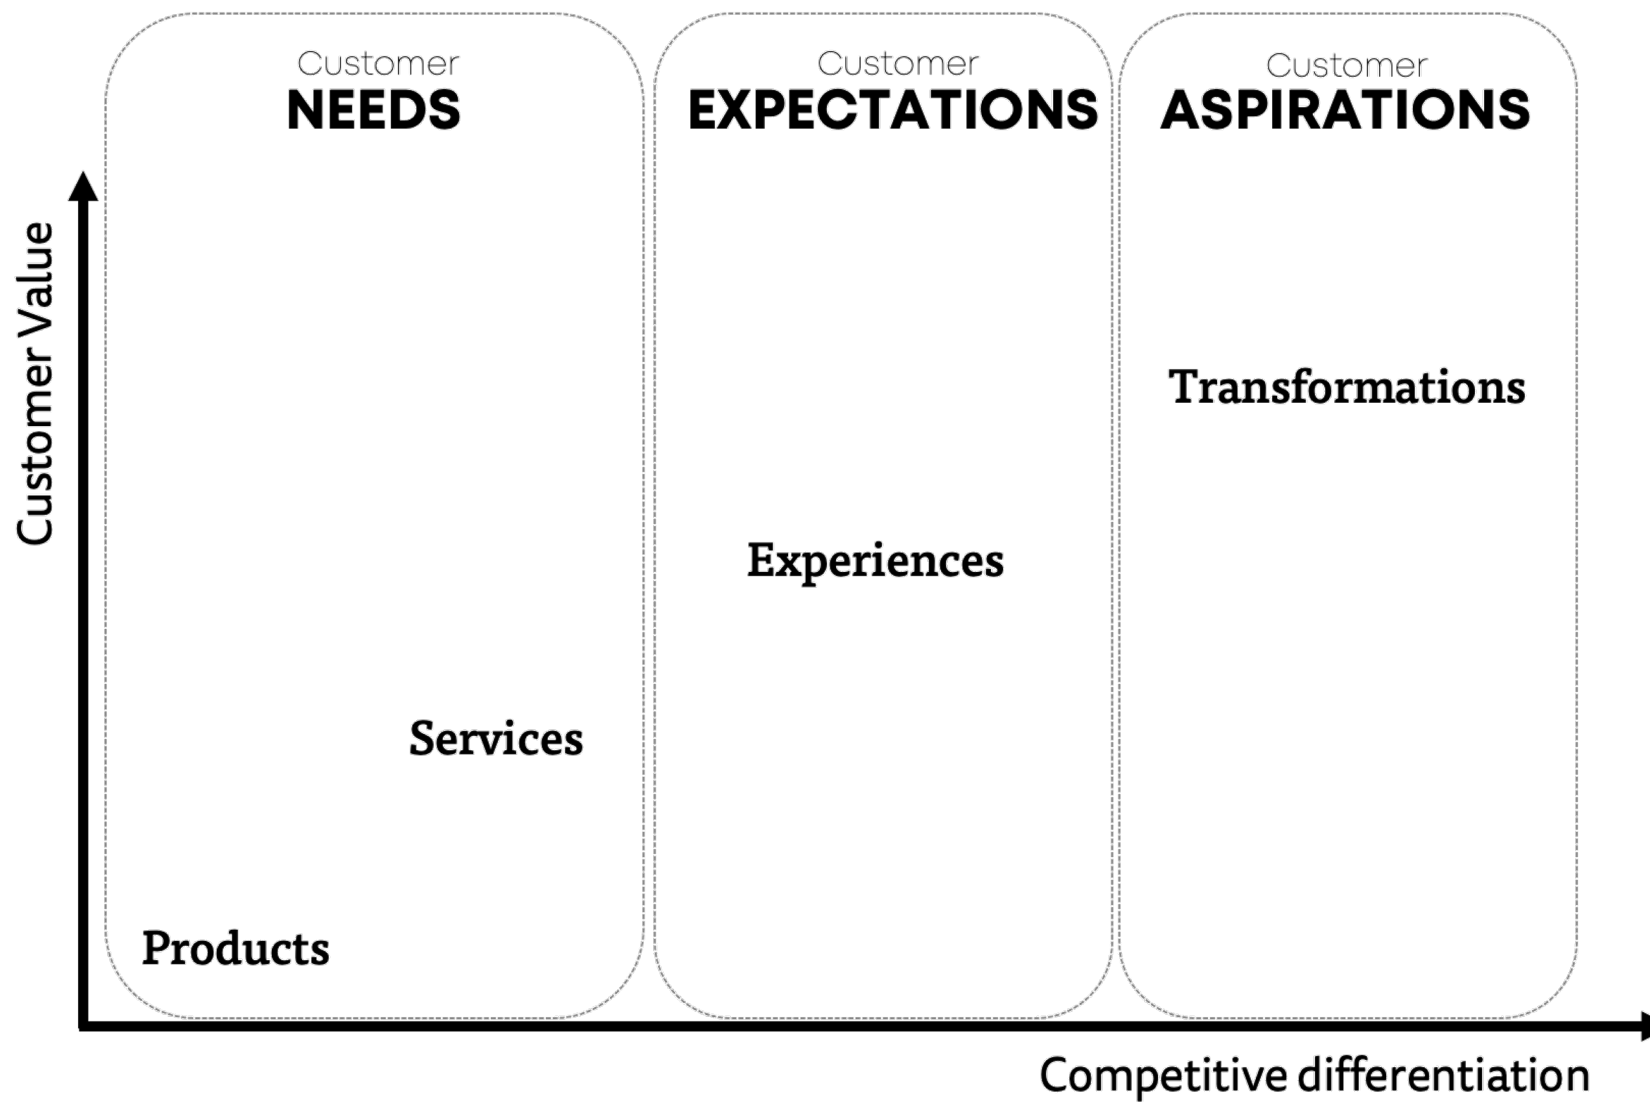 Customer
NEEDS
Customer
EXPECTATIONS
Customer
ASPIRATIONS
Customer Value
Transformations
Experiences
Services
Products
Competitive differentiation